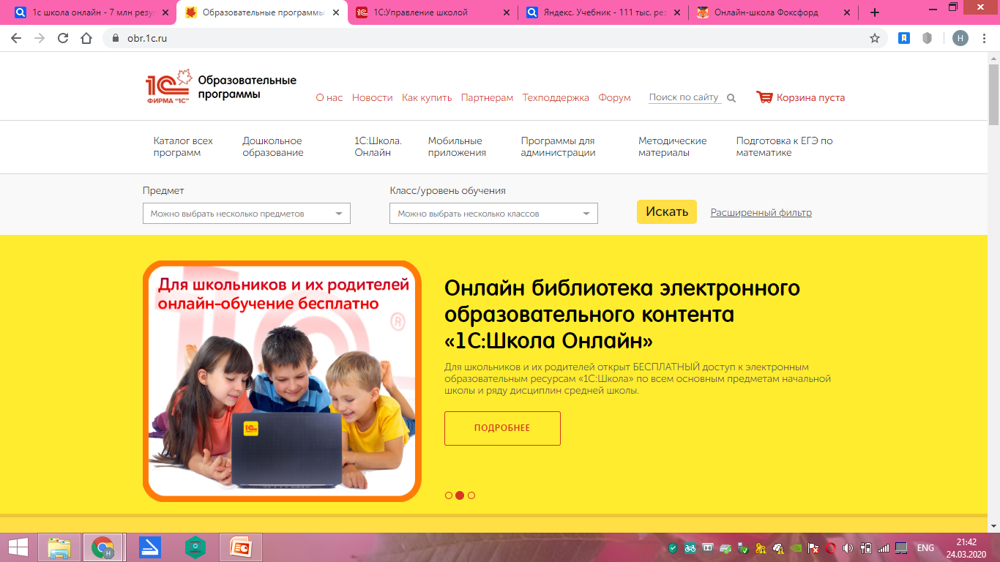 1с школа онлайн - 7 млн резу
Образовательные программы
1С:Управление школой
Яндекс. Учебник - 111 тыс. рез
Онлайн-школа Фоксфорд
obr.1c.ru
Н
1С
ФИРМА "1С"
Образовательные
программы
О нас Новости Как купить Партнерам Техподдержка Форум Поиск по сайту Корзина пуста
Каталог всех
программ
Дошкольное
образование
1С:Школа.
Онлайн
Мобильные
приложения
Программы для
администрации
Методические
материалы
Подготовка к ЕГЭ по
математике
Предмет
Можно выбрать несколько предметов
Класс/уровень обучения
Можно выбрать несколько классов
Искать
Расширенный фильтр
Для школьников и их родителей
онлайн-обучение бесплатно
1С
®
1С
Онлайн библиотека электронного
образовательного контента
«1С:Школа Онлайн»
Для школьников и их родителей открыт БЕСПЛАТНЫЙ доступ к электронным
образовательным ресурсам «1С:Школа» по всем основным предметам начальной
школы и ряду дисциплин средней школы.
ПОДРОБНЕЕ
Н
ENG
21:42
24.03.2020